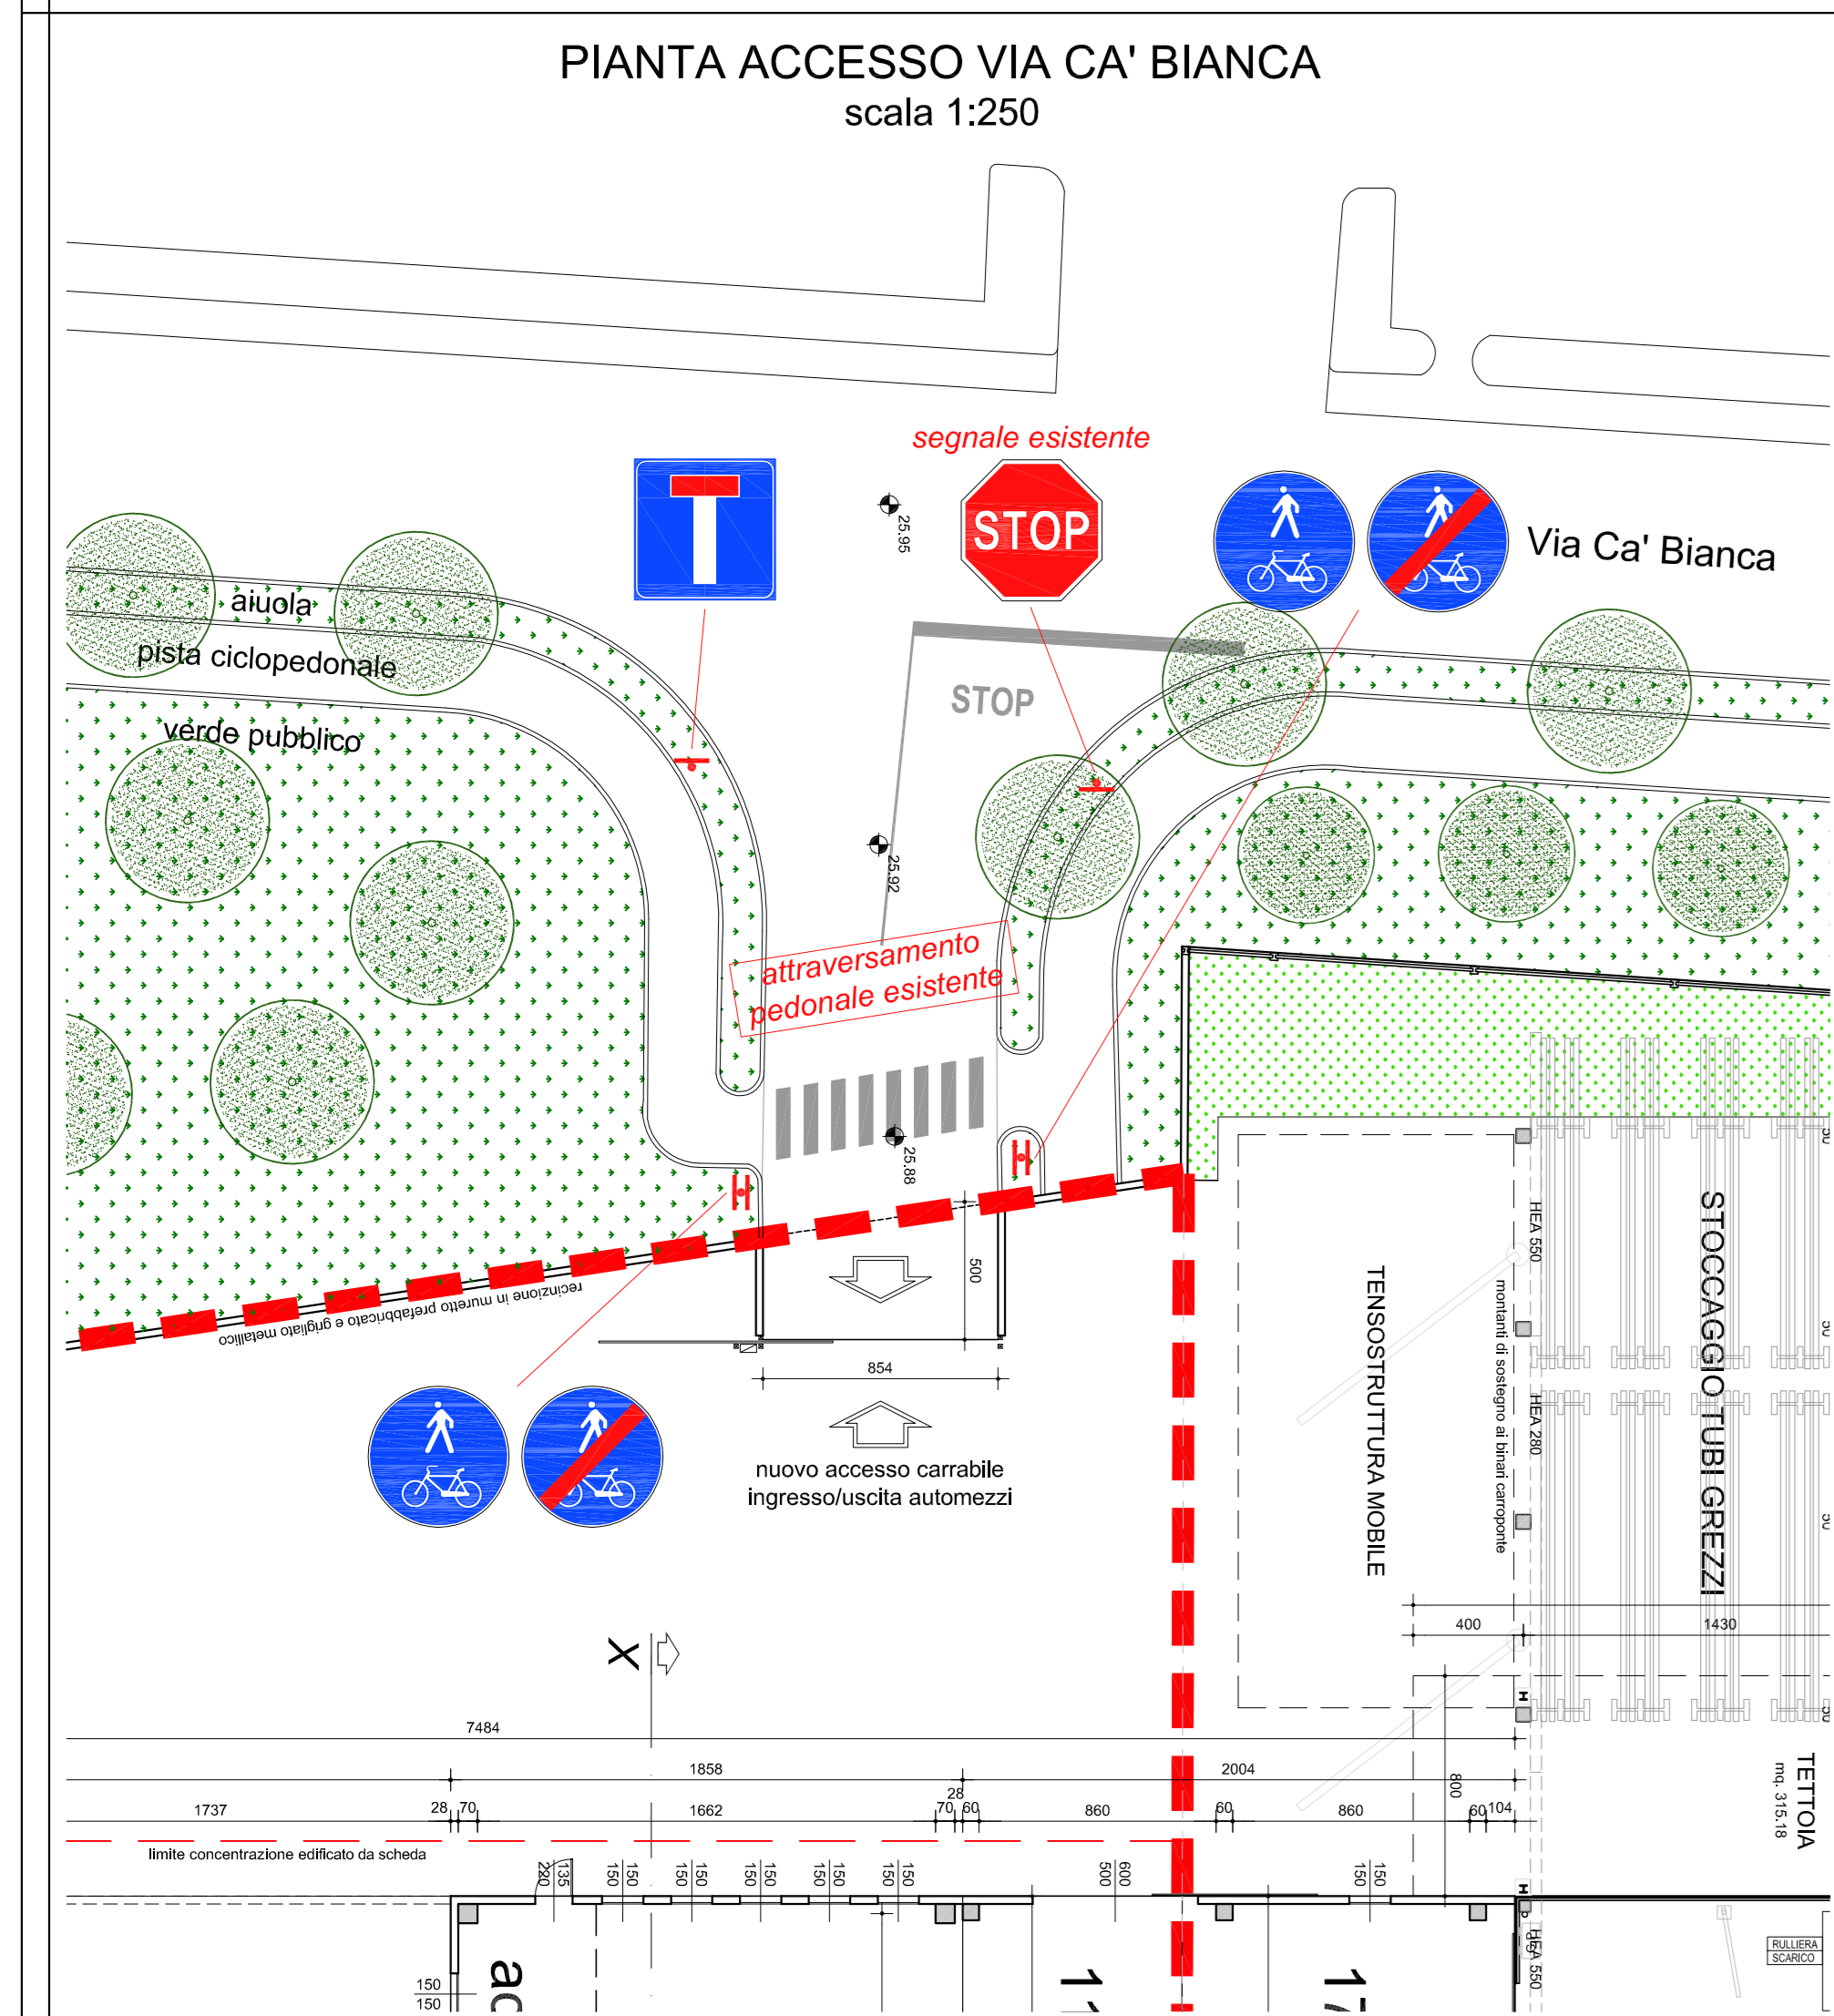 PIANTA ACCESSO VIA CA' BIANCA
scala 1:250
segnale esistente
STOP
Via Ca' Bianca
25.95
aiuola
pista ciclopedonale
verde pubblico
STOP
25.92
attraversamento
pedonale esistente
25.88
recinzione in muretto prefabbricato e grigliato metallico
500
854
nuovo accesso carrabile
ingresso/uscita automezzi
TENSOSTRUTTURA MOBILE
montanti di sostegno ai binari carroponte
HEA 550
HEA 280
STOCCAGGIO TUBI GREZZI
50
50
50
50
400
1430
X
7484
1858
2004
800
28
1737
28
70
1662
70
60
860
60
860
60
104
TETTOIA
mq. 315.18
limite concentrazione edificato da scheda
220
135
150
150
150
150
150
150
150
150
150
150
500
600
150
150
H
H
HEA 550
RULLIERA
SCARICO
150
150